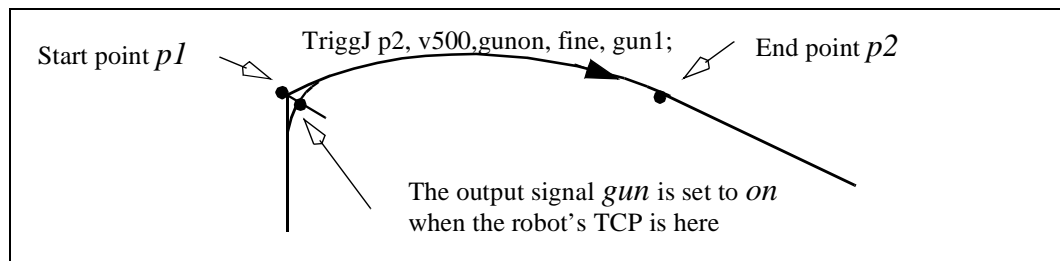 TriggJ p2, v500,gunon, fine, gun1;
Start point p1
End point p2
The output signal gun is set to on
when the robot's TCP is here